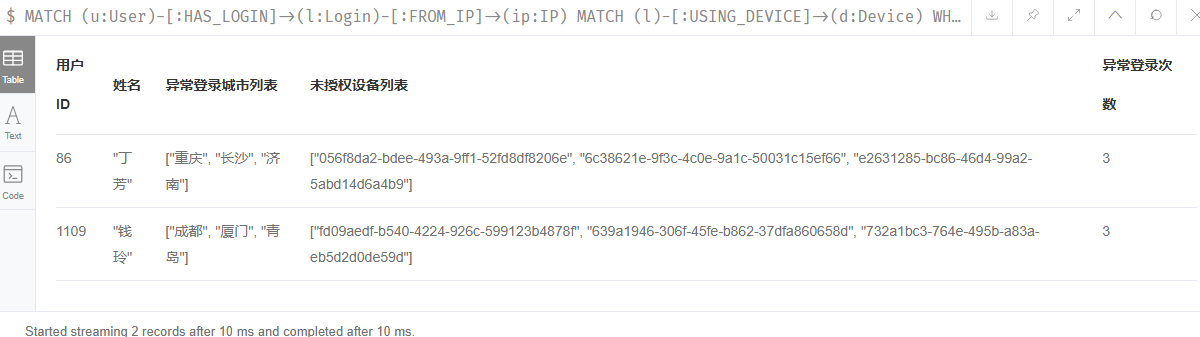 $ MATCH (u:User)-[:HAS_LOGIN]->(l:Login)-[:FROM_IP]->(ip:IP) MATCH (l)-[:USING_DEVICE]->(d:Device) WH…
Table
Text
Code
用户
ID
姓名
异常登录城市列表
未授权设备列表
异常登录次
数
86
"丁
芳"
["重庆", "长沙", "济
南"]
["056f8da2-bdee-493a-9ff1-52fd8df8206e", "6c38621e-9f3c-4c0e-9a1c-50031c15ef66", "e2631285-bc86-46d4-99a2-
5abd14d6a4b9"]
3
1109
"钱
玲"
["成都", "厦门", "青
岛"]
["fd09aedf-b540-4224-926c-599123b4878f", "639a1946-306f-45fe-b862-37dfa860658d", "732a1bc3-764e-495b-a83a-
eb5d2d0de59d"]
3
Started streaming 2 records after 10 ms and completed after 10 ms.